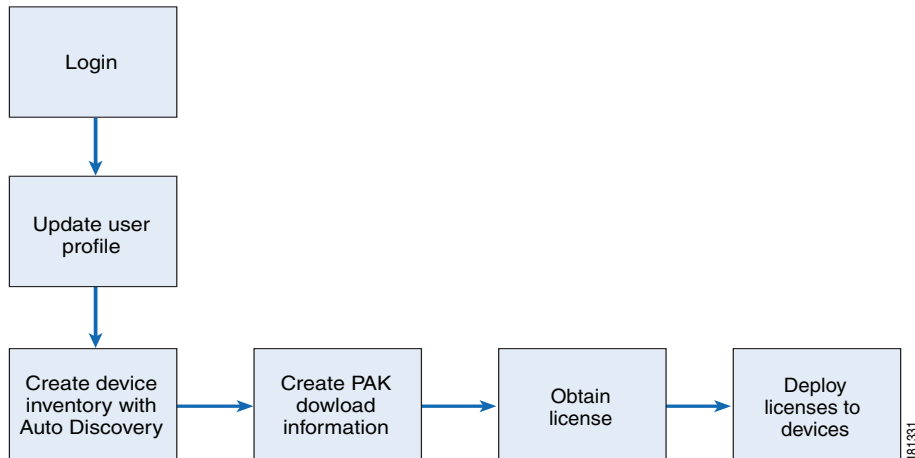 Login
Update user
profile
Create device
inventory with
Auto Discovery
Create PAK
dowload
information
Obtain
license
Deploy
licenses to
devices